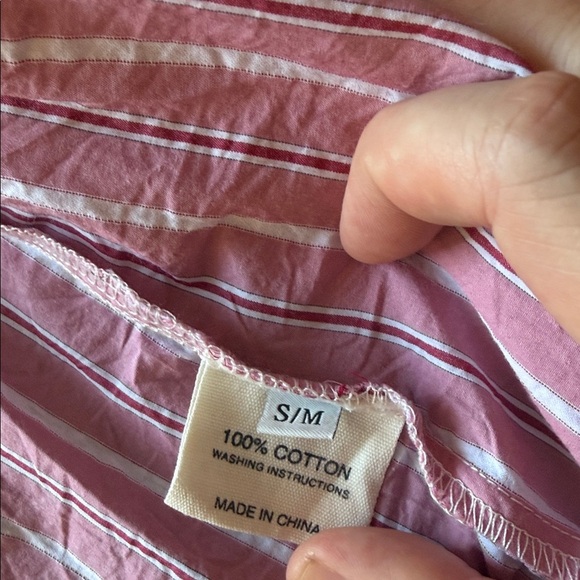 S/M
100% COTTON
WASHING INSTRUCTIONS
MADE IN CHINA